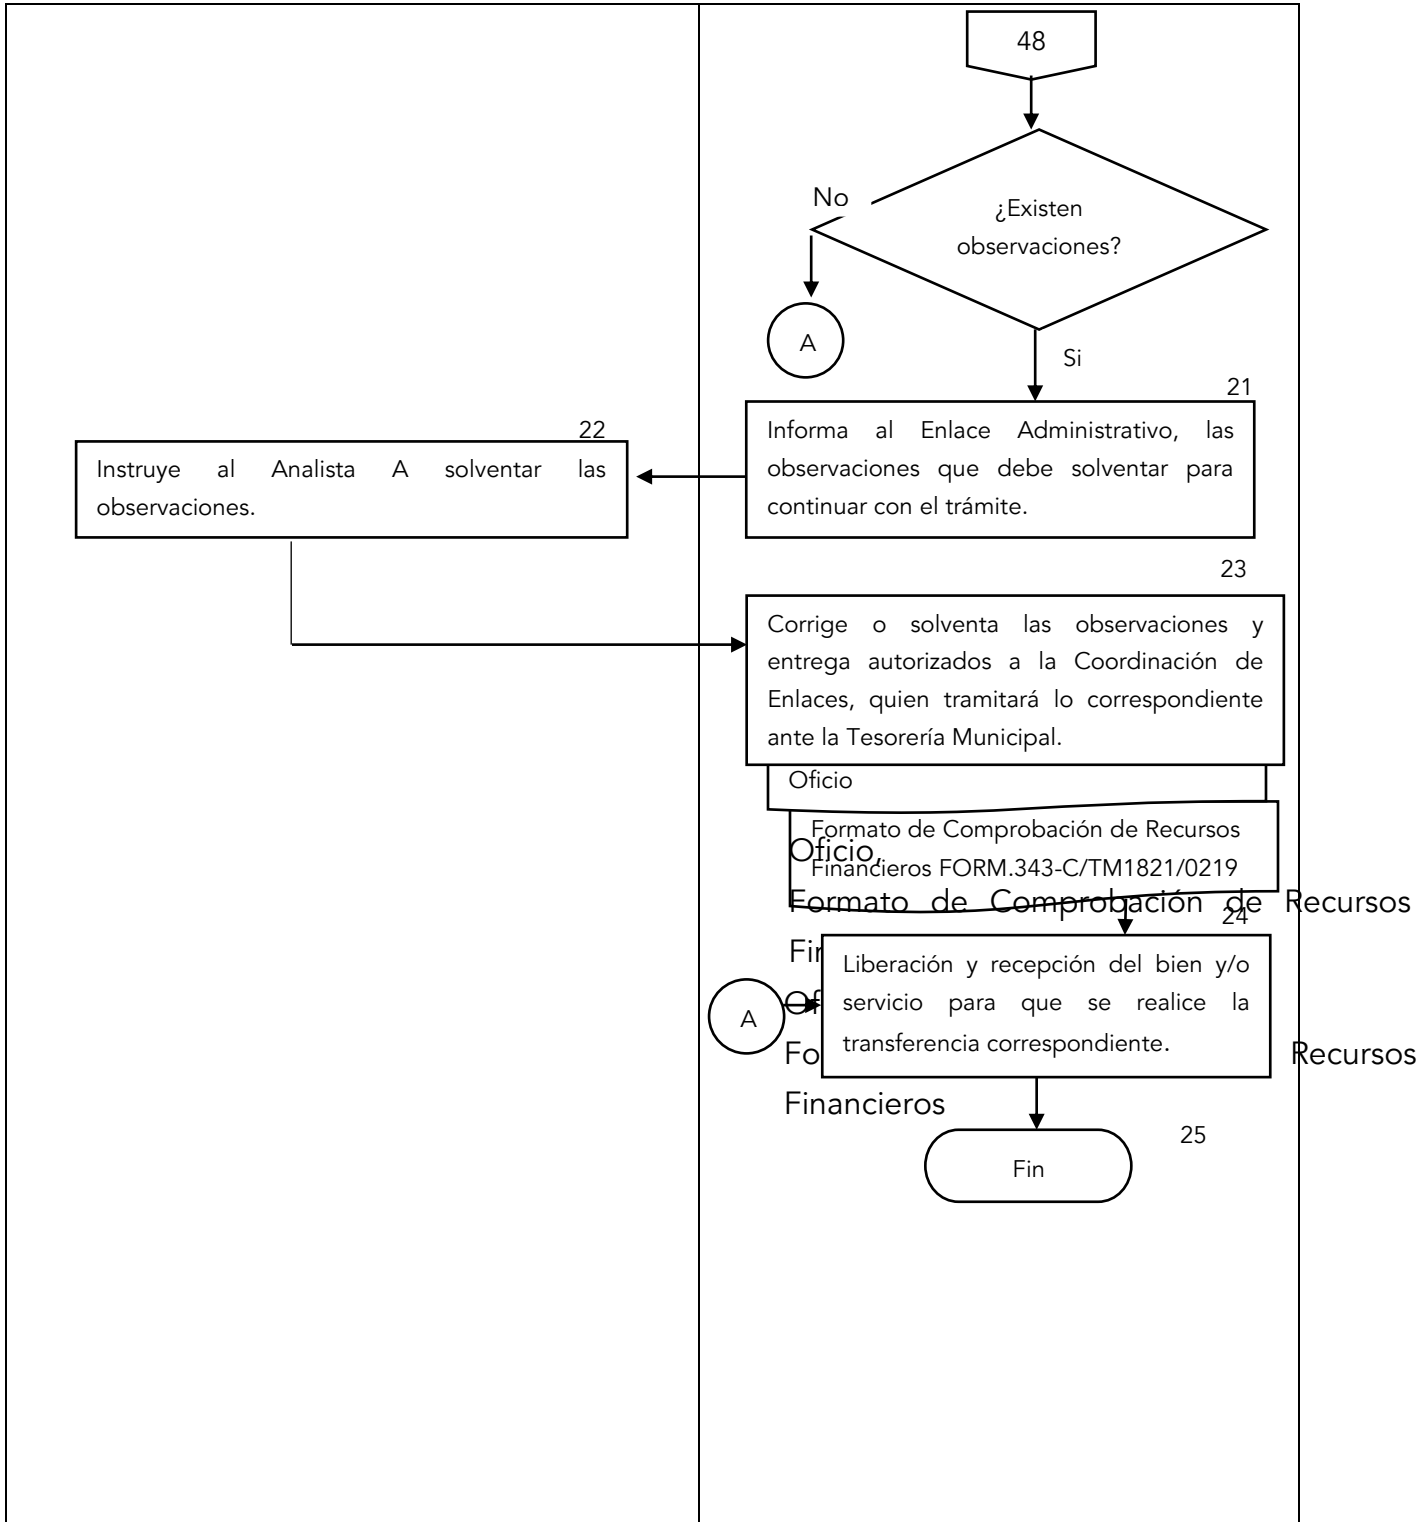 48
No
¿Existen
observaciones?
A
Si
21
Informa al Enlace Administrativo, las
observaciones que debe solventar para
continuar con el trámite.
22
Instruye al Analista A solventar las
observaciones.
23
Corrige o solventa las observaciones y
entrega autorizados a la Coordinación de
Enlaces, quien tramitará lo correspondiente
ante la Tesorería Municipal.
Oficio
Formato de Comprobación de Recursos
Financieros FORM.343-C/TM1821/0219
Oficio,
Formato de Comprobación de Recursos
24
Liberación y recepción del bien y/o
servicio para que se realice la
transferencia correspondiente.
A
Recursos
Financieros
25
Fin